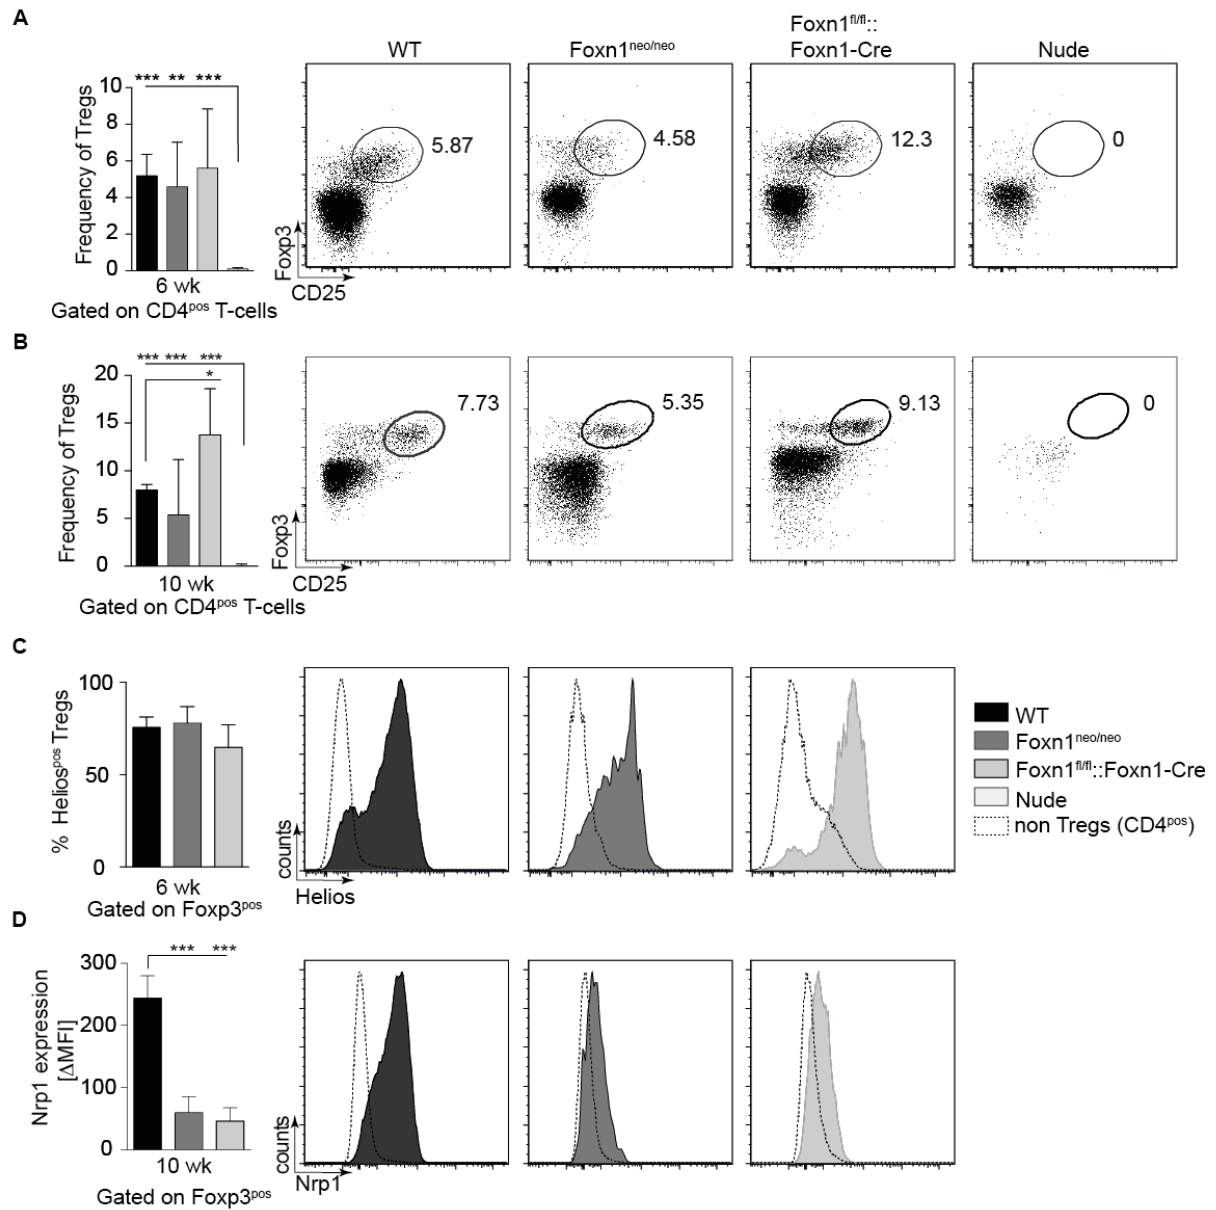 A
WT
Foxn1neo/neo
Foxn1fl/fl::
Foxn1-Cre
Nude
Frequency of Tregs
10
8
6
4
2
0
*** ** ***
6 wk
Gated on CD4pos T-cells
5.87
4.58
12.3
0
Foxp3
CD25
B
Frequency of Tregs
20
15
10
5
0
*** *** ***
*
10 wk
Gated on CD4pos T-cells
7.73
5.35
9.13
0
Foxp3
CD25
C
% Heliospos Tregs
100
50
0
6 wk
Gated on Foxp3pos
counts
Helios
WT
Foxn1neo/neo
Foxn1fl/fl::Foxn1-Cre
Nude
non Tregs (CD4pos)
D
Nrp1 expression
[ΔMFI]
300
200
100
0
*** ***
10 wk
Gated on Foxp3pos
counts
Nrp1